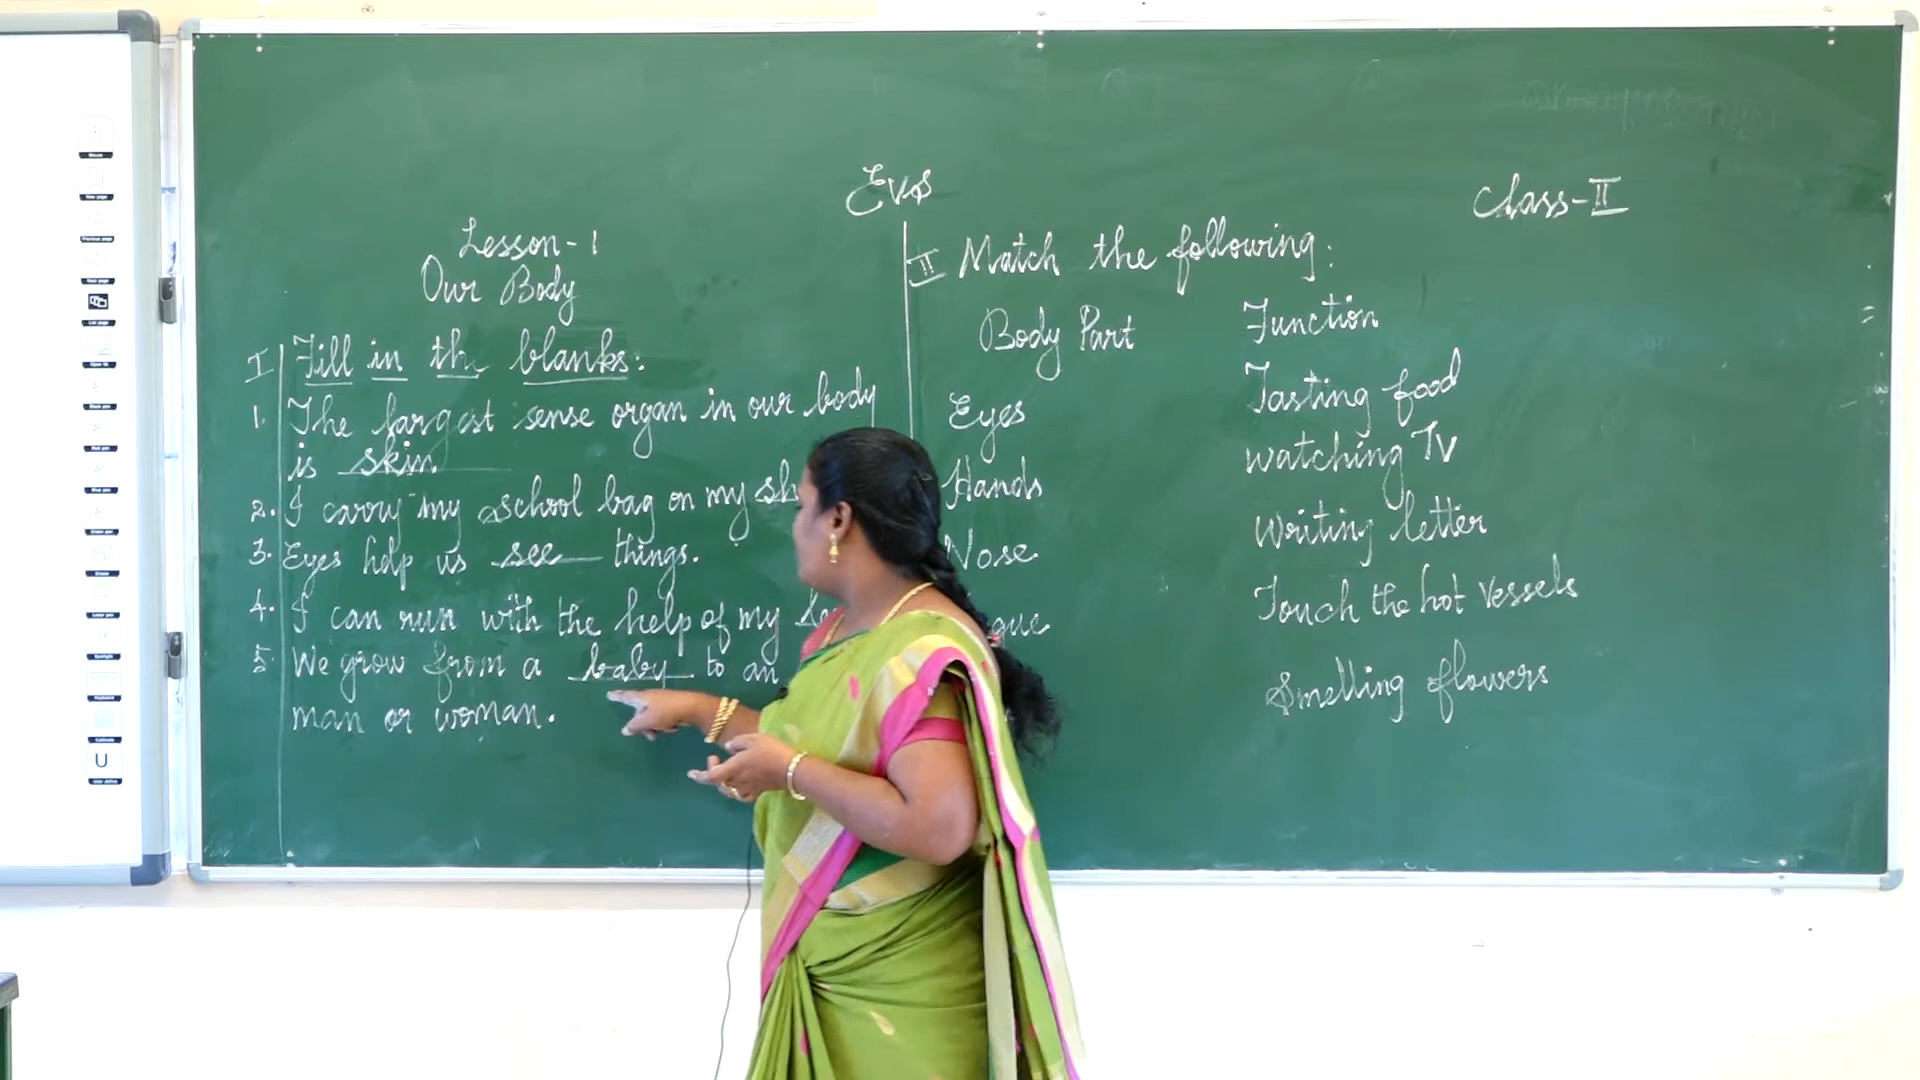 EVS
Class-II
Lesson-1
Our Body
I Fill in the blanks:
1. The largest sense organ in our body
is skin
2. I carry my school bag on my sh
3. Eyes help us see things.
4. I can run with the help of my
5. We grow from a baby to an
man or woman.
II Match the following:
Body Part Function
Eyes Tasting food
Hands watching TV
Nose Writing letter
gue Touch the hot vessels
Smelling flowers